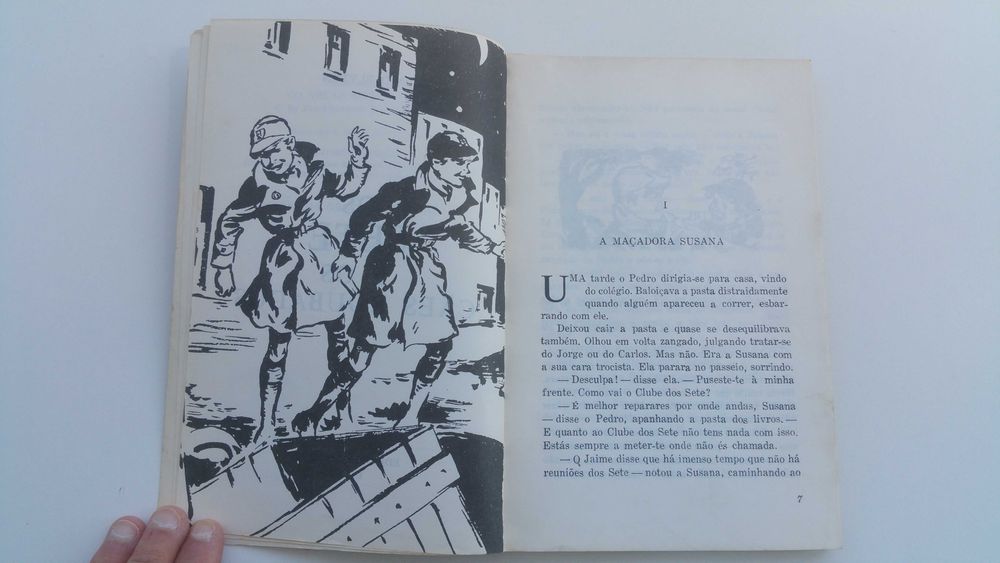 I
A MAÇADORA SUSANA
UMA tarde o Pedro dirigia-se para casa, vindo
do colégio. Baloiçava a pasta distraìdamente
quando alguém apareceu a correr, esbar-
rando com ele.
Deixou cair a pasta e quase se desequilibrava
também. Olhou em volta zangado, julgando tratar-se
do Jorge ou do Carlos. Mas não. Era a Susana com
a sua cara trocista. Ela parara no passeio, sorrindo.
— Desculpa! — disse ela. — Puseste-te à minha
frente. Como vai o Clube dos Sete?
— É melhor reparares por onde andas, Susana
— disse o Pedro, apanhando a pasta dos livros. —
E quanto ao Clube dos Sete não tens nada com isso.
Estás sempre a meter-te onde não és chamada.
— O Jaime disse que há imenso tempo que não há
reuniões dos Sete — notou a Susana, caminhando ao
7